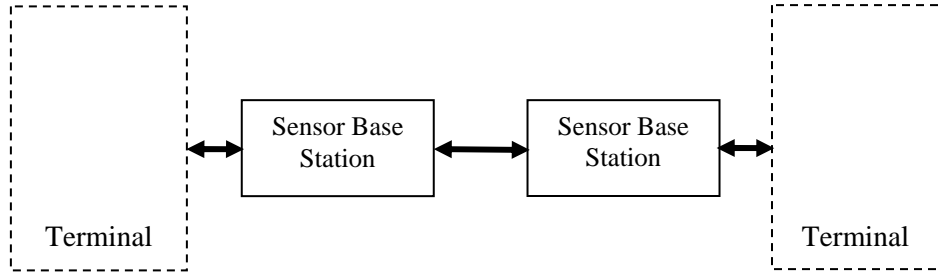 Sensor Base
Station
Sensor Base
Station
Terminal
Terminal